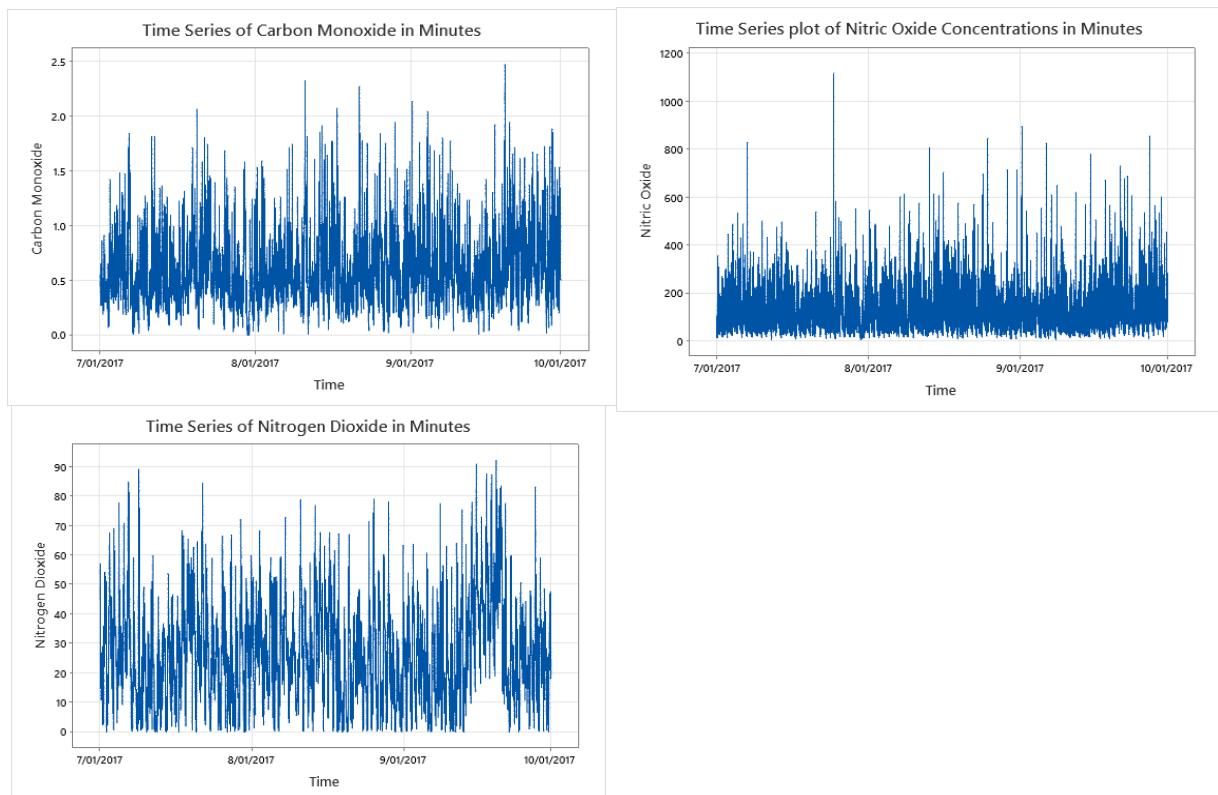 Time Series of Carbon Monoxide in Minutes
2.5
2.0
1.5
1.0
0.5
0.0
Carbon Monoxide
7/01/2017 8/01/2017 9/01/2017 10/01/2017
Time
Time Series plot of Nitric Oxide Concentrations in Minutes
1200
1000
800
600
400
200
0
Nitric Oxide
7/01/2017 8/01/2017 9/01/2017 10/01/2017
Time
Time Series of Nitrogen Dioxide in Minutes
90
80
70
60
50
40
30
20
10
0
Nitrogen Dioxide
7/01/2017 8/01/2017 9/01/2017 10/01/2017
Time